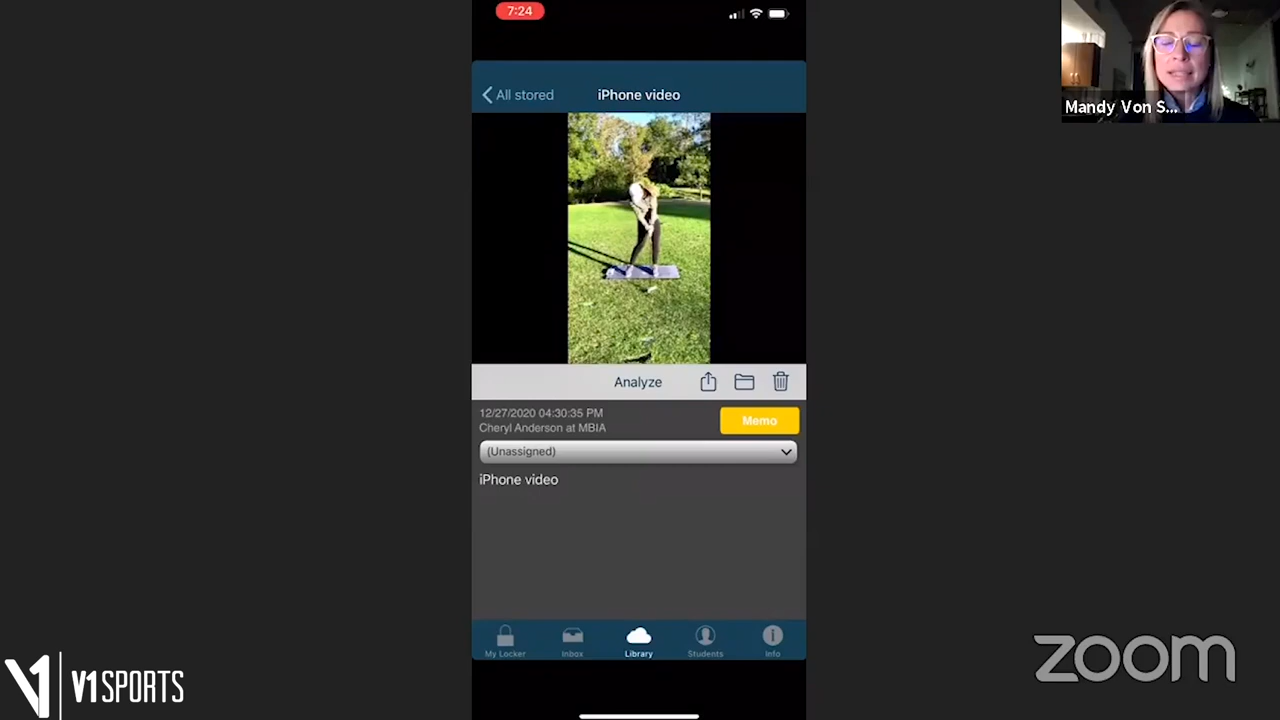 7:24
All stored
iPhone video
Mandy Von S...
Analyze
12/27/2020 04:30:35 PM
Cheryl Anderson at MBIA
Memo
(Unassigned)
iPhone video
My Locker
Inbox
Library
Students
Info
V1 SPORTS
zoom